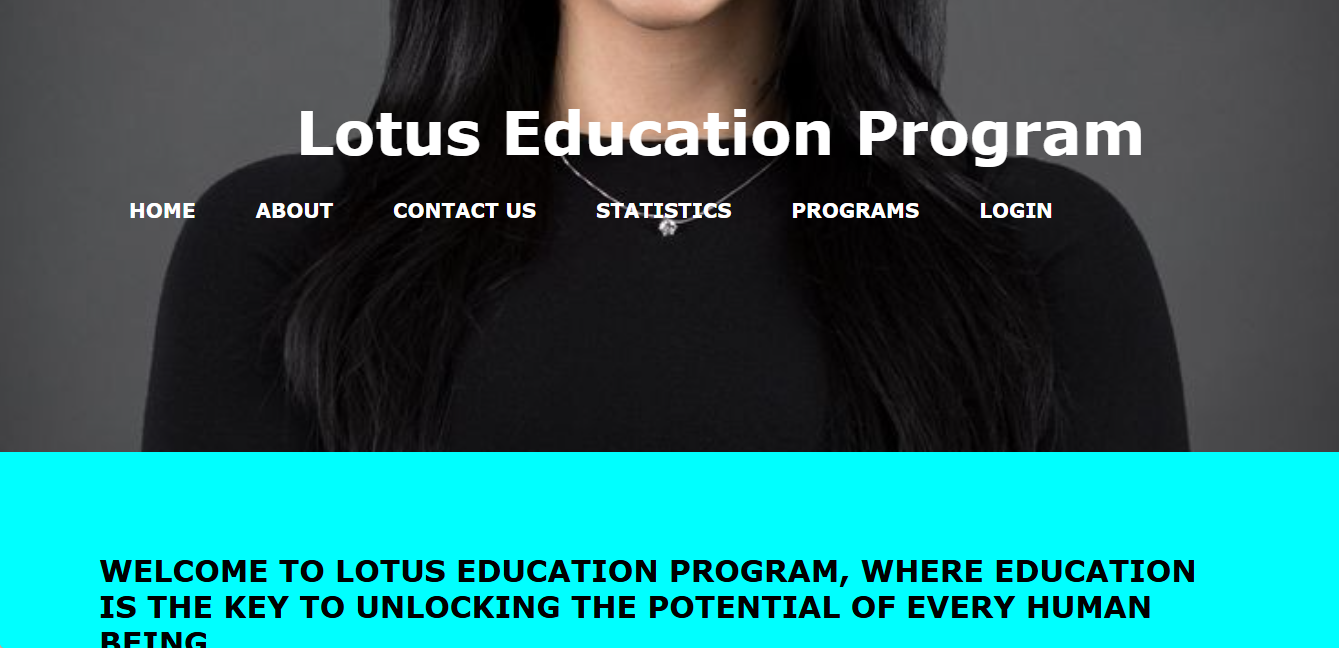 Lotus Education Program
HOME ABOUT CONTACT US STATISTICS PROGRAMS LOGIN
WELCOME TO LOTUS EDUCATION PROGRAM, WHERE EDUCATION
IS THE KEY TO UNLOCKING THE POTENTIAL OF EVERY HUMAN
BEING